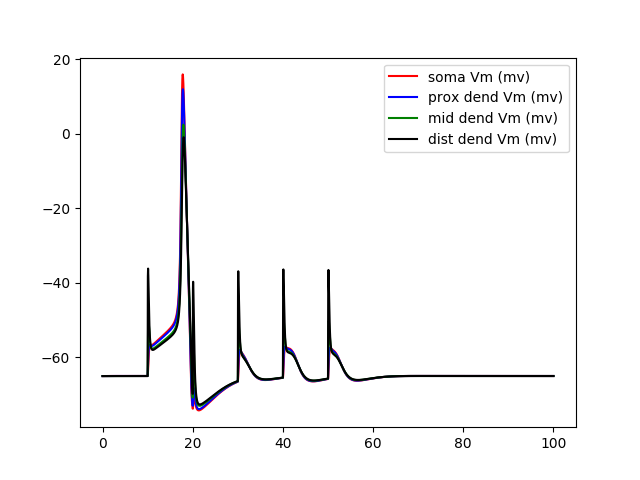 20
0
−20
−40
−60
0
20
40
60
80
100
soma Vm (mv)
prox dend Vm (mv)
mid dend Vm (mv)
dist dend Vm (mv)